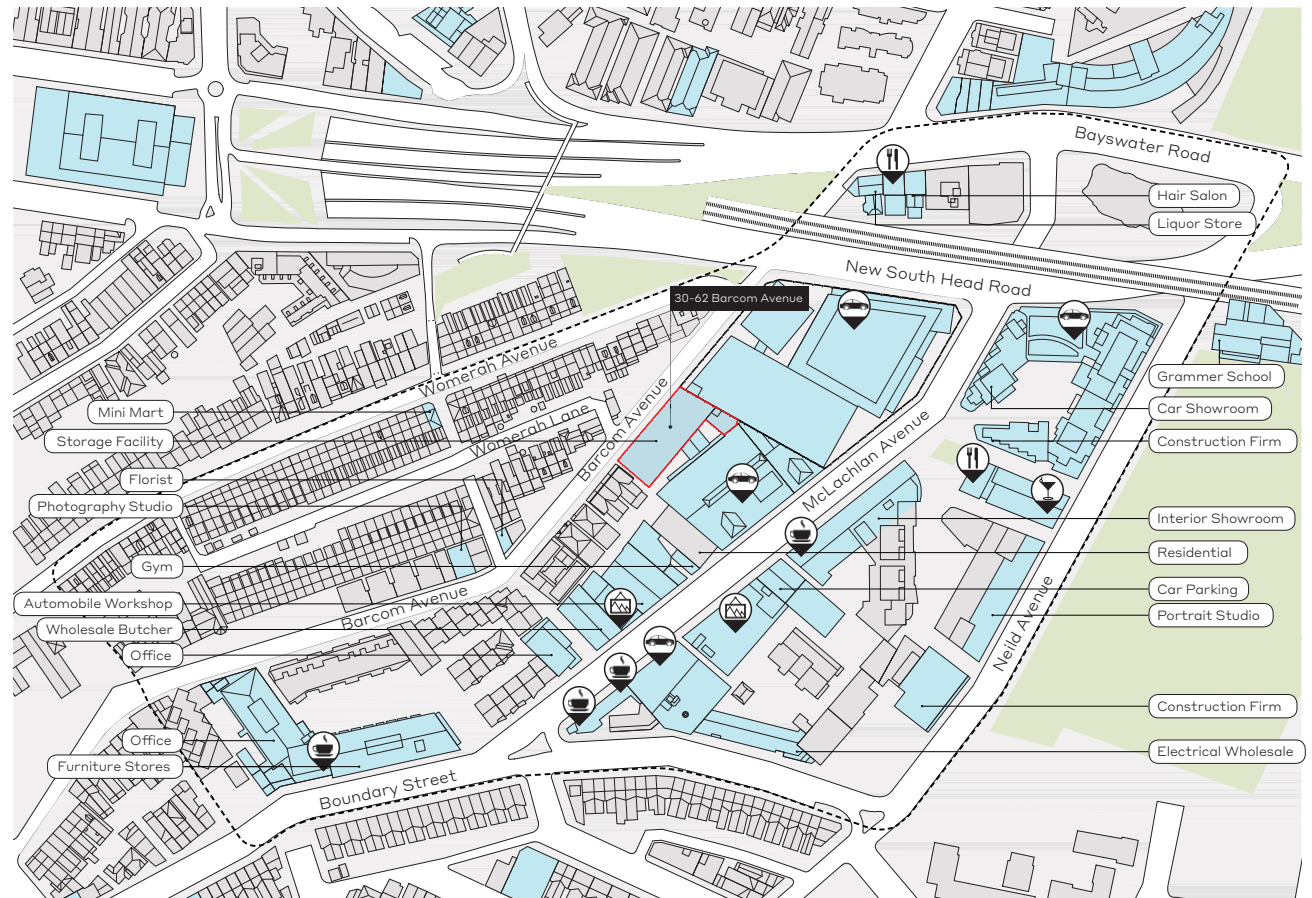 Bayswater Road
Hair Salon
Liquor Store
New South Head Road
30-62 Barcom Avenue
Womerah Avenue
Grammer School
Mini Mart
Car Showroom
Storage Facility
Womerah Lane
Barcom Avenue
Construction Firm
Florist
McLachlan Avenue
Photography Studio
Interior Showroom
Residential
Gym
Car Parking
Automobile Workshop
Barcom Avenue
Portrait Studio
Wholesale Butcher
Neild Avenue
Office
Construction Firm
Office
Electrical Wholesale
Furniture Stores
Boundary Street